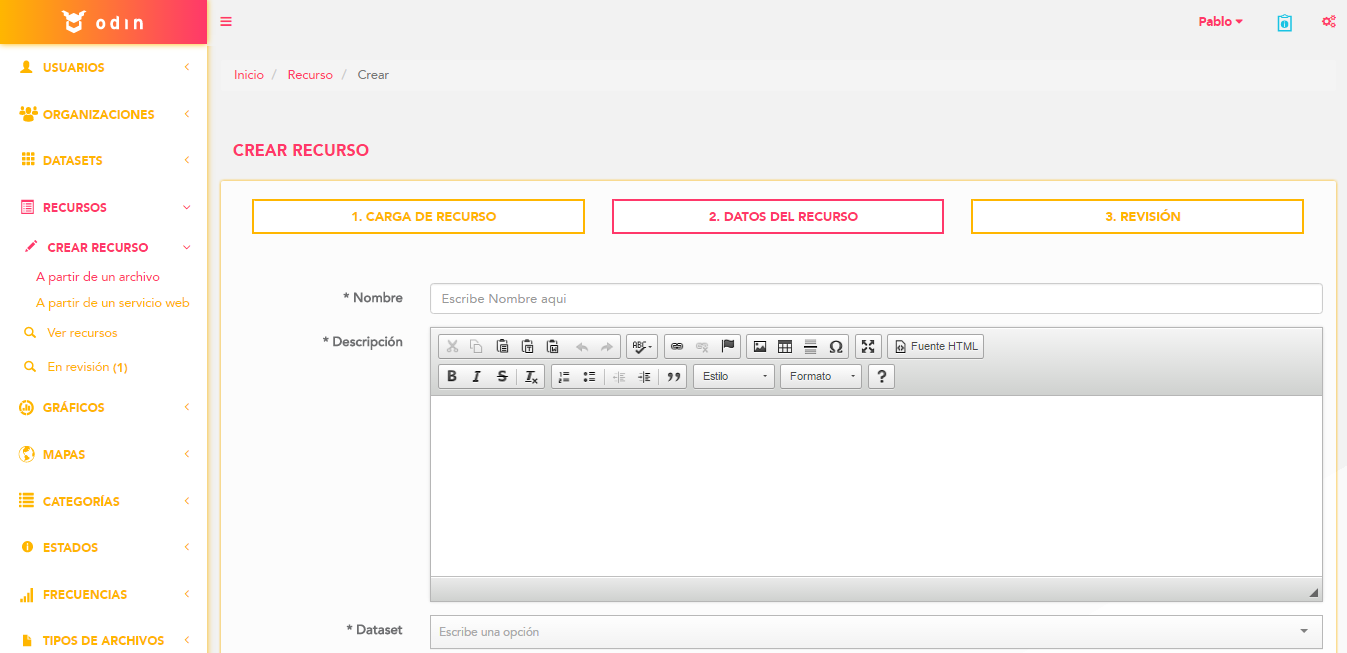 odin
Pablo
Inicio / Recurso / Crear
USUARIOS
ORGANIZACIONES
DATASETS
RECURSOS
CREAR RECURSO
A partir de un archivo
A partir de un servicio web
Ver recursos
En revisión (1)
GRÁFICOS
MAPAS
CATEGORÍAS
ESTADOS
FRECUENCIAS
TIPOS DE ARCHIVOS
CREAR RECURSO
1. CARGA DE RECURSO
2. DATOS DEL RECURSO
3. REVISIÓN
* Nombre
Escribe Nombre aqui
* Descripción
ABC
Ω
Fuente HTML
B I S Ix
Estilo
Formato
?
* Dataset
Escribe una opción